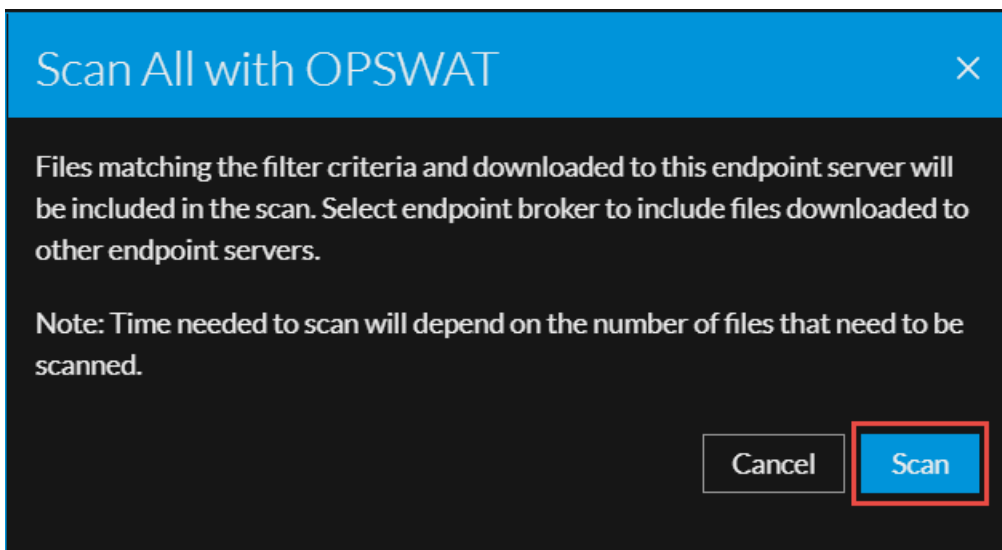 Scan All with OPSWAT
Files matching the filter criteria and downloaded to this endpoint server will
be included in the scan. Select endpoint broker to include files downloaded to
other endpoint servers.
Note: Time needed to scan will depend on the number of files that need to be
scanned.
Cancel
Scan